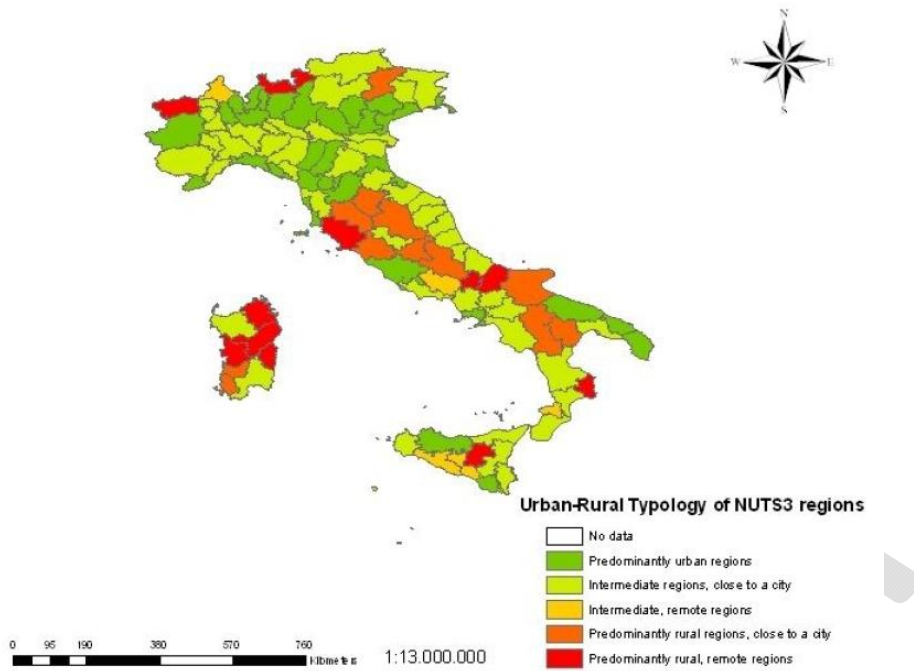 N
W E
S
Urban-Rural Typology of NUTS3 regions
No data
Predominantly urban regions
Intermediate regions, close to a city
Intermediate, remote regions
Predominantly rural regions, close to a city
Predominantly rural, remote regions
0 95 190 380 570 760
Kilometers
1:13.000.000